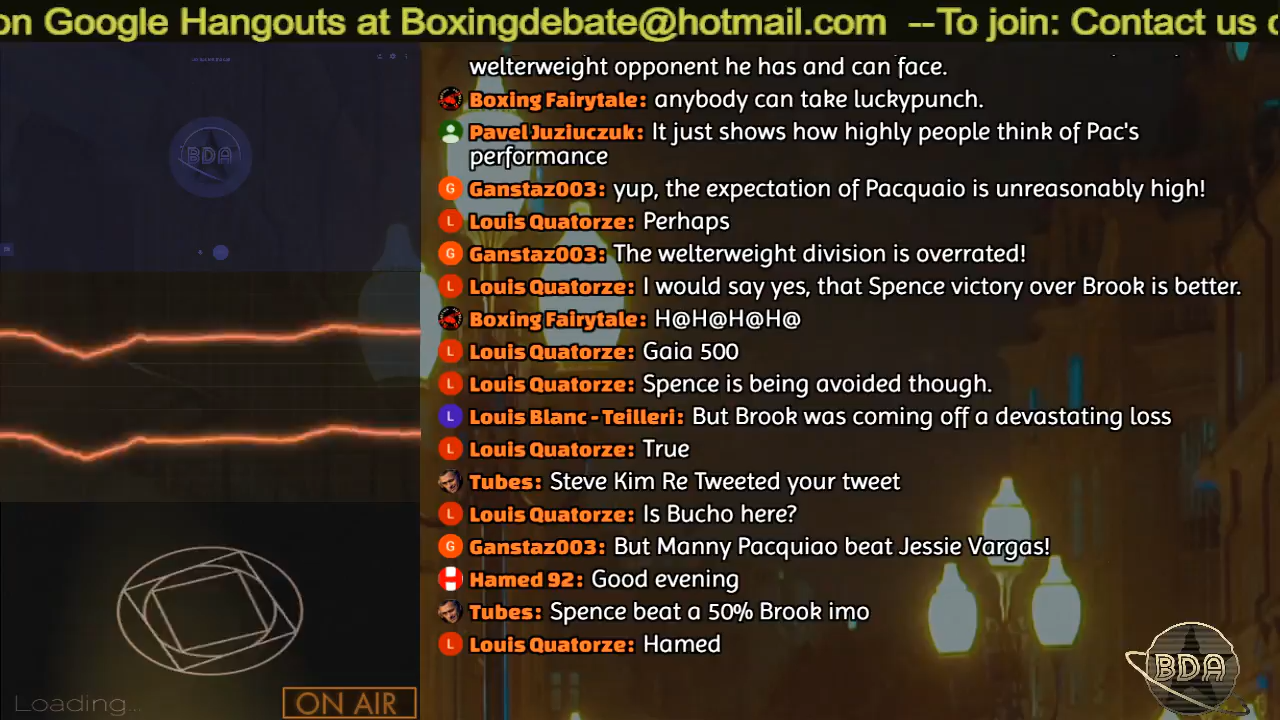 on Google Hangouts at Boxingdebate@hotmail.com --To join: Contact us
BDA
welterweight opponent he has and can face.
Boxing Fairytale: anybody can take luckypunch.
Pavel Juziuczuk: It just shows how highly people think of Pac's
performance
G Ganstaz003: yup, the expectation of Pacquaio is unreasonably high!
L Louis Quatorze: Perhaps
G Ganstaz003: The welterweight division is overrated!
L Louis Quatorze: I would say yes, that Spence victory over Brook is better.
Boxing Fairytale: H@H@H@H@
L Louis Quatorze: Gaia 500
L Louis Quatorze: Spence is being avoided though.
L Louis Blanc - Teilleri: But Brook was coming off a devastating loss
L Louis Quatorze: True
Tubes: Steve Kim Re Tweeted your tweet
L Louis Quatorze: Is Bucho here?
G Ganstaz003: But Manny Pacquiao beat Jessie Vargas!
Hamed 92: Good evening
Tubes: Spence beat a 50% Brook imo
L Louis Quatorze: Hamed
Loading...
ON AIR
BDA